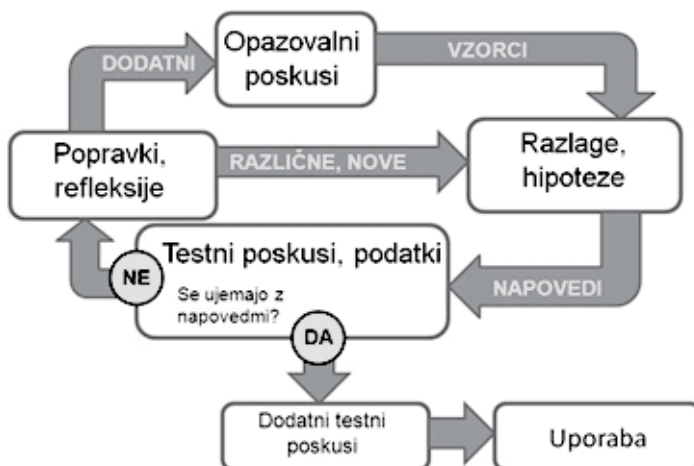 Opazovalni
poskusi
DODATNI
VZORCI
Popravki,
refleksije
RAZLIČNE, NOVE
Razlage,
hipoteze
Testni poskusi, podatki
NE
Se ujemajo z
napovedmi?
NAPOVEDI
DA
Dodatni testni
poskusi
Uporaba